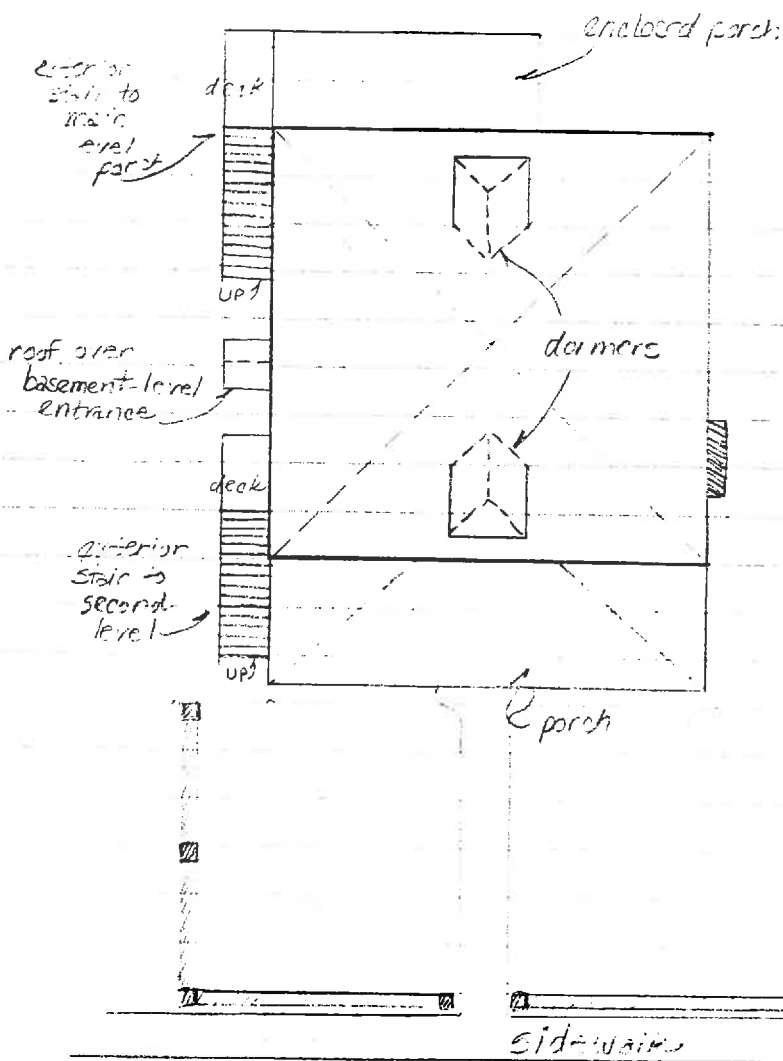 enclosed porch
exterior
stair to
main
level
porch
deck
UP
roof over
basement-level
entrance
dormers
deck
exterior
stair to
second-
level
UP
porch
sidewalk